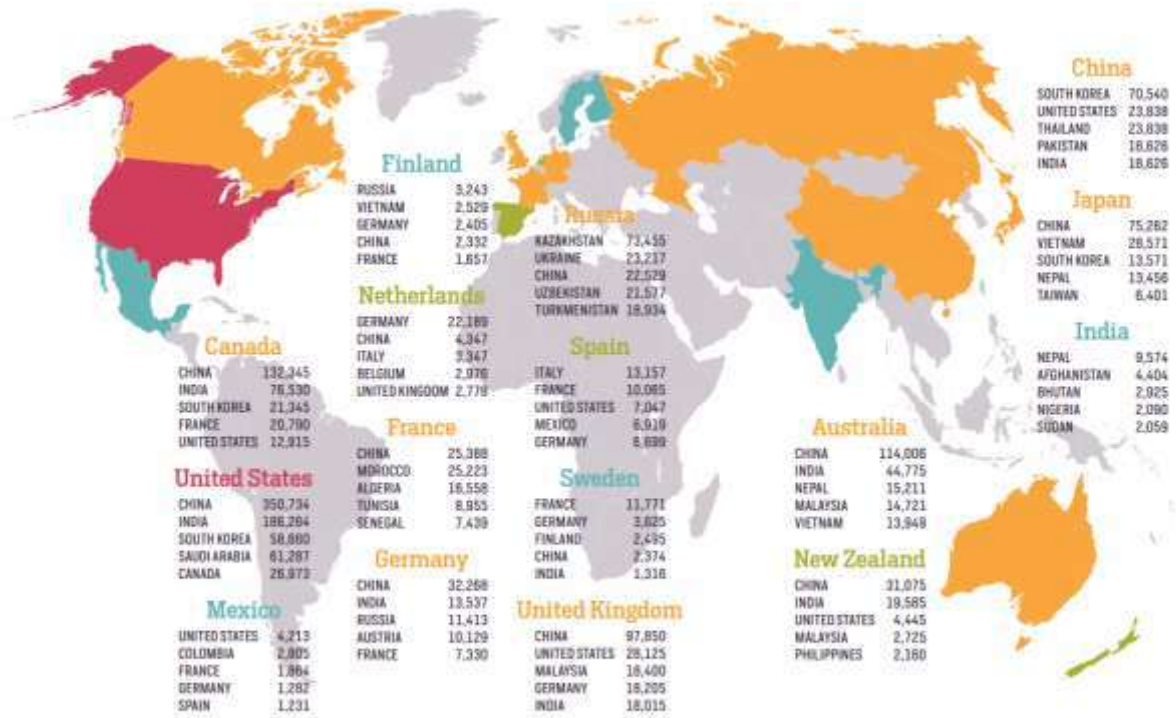 China
SOUTH KOREA 70,540
UNITED STATES 23,838
THAILAND 23,838
PAKISTAN 18,626
INDIA 18,626
Japan
CHINA 75,262
VIETNAM 28,571
SOUTH KOREA 13,571
NEPAL 13,456
TAIWAN 6,401
India
NEPAL 9,574
AFGHANISTAN 4,404
BHUTAN 2,925
NIGERIA 2,090
SUDAN 2,059
Finland
RUSSIA 3,243
VIETNAM 2,529
GERMANY 2,405
CHINA 2,332
FRANCE 1,657
Russia
KAZAKHSTAN 73,455
UKRAINE 23,217
CHINA 22,529
UZBEKISTAN 21,577
TURKMENISTAN 18,934
Netherlands
GERMANY 22,189
CHINA 4,347
ITALY 3,347
BELGIUM 2,976
UNITED KINGDOM 2,778
Spain
ITALY 13,157
FRANCE 10,065
UNITED STATES 7,047
MEXICO 6,919
GERMANY
Canada
CHINA 132,345
INDIA 76,530
SOUTH KOREA 21,345
FRANCE 20,790
UNITED STATES 12,915
France
CHINA 25,388
MOROCCO 25,223
ALGERIA 16,558
TUNISIA 8,955
SENEGAL 7,439
Sweden
FRANCE 11,771
GERMANY 3,625
FINLAND 2,495
CHINA 2,374
INDIA 1,316
Australia
CHINA 114,006
INDIA 44,775
NEPAL 15,211
MALAYSIA 14,721
VIETNAM 13,949
United States
CHINA 350,734
INDIA 186,264
SOUTH KOREA
SAUDI ARABIA 61,287
CANADA 26,973
Germany
CHINA 32,268
INDIA 13,537
RUSSIA 11,413
AUSTRIA 10,129
FRANCE 7,330
New Zealand
CHINA 31,075
INDIA 19,585
UNITED STATES 4,445
MALAYSIA 2,725
PHILIPPINES 2,160
Mexico
UNITED STATES 4,213
COLOMBIA 2,805
FRANCE 1,864
GERMANY 1,282
SPAIN 1,231
United Kingdom
CHINA 97,850
UNITED STATES 28,125
MALAYSIA 18,400
GERMANY 18,205
INDIA 18,015